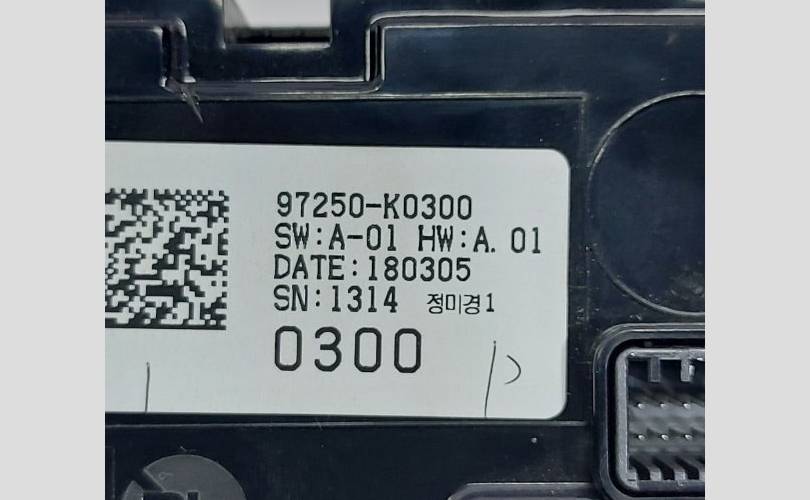 97250-K0300
SW:A-01 HW:A. 01
DATE:180305
SN:1314 정미경1
0300
P